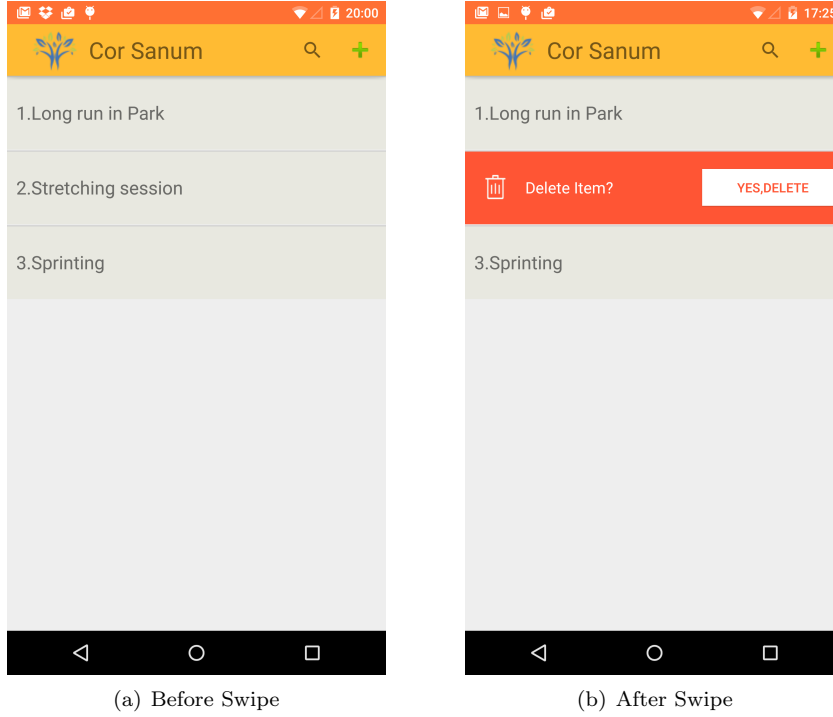 20:00
Cor Sanum
1.Long run in Park
2.Stretching session
3.Sprinting
(a) Before Swipe
17:25
Cor Sanum
1.Long run in Park
Delete Item?
YES,DELETE
3.Sprinting
(b) After Swipe